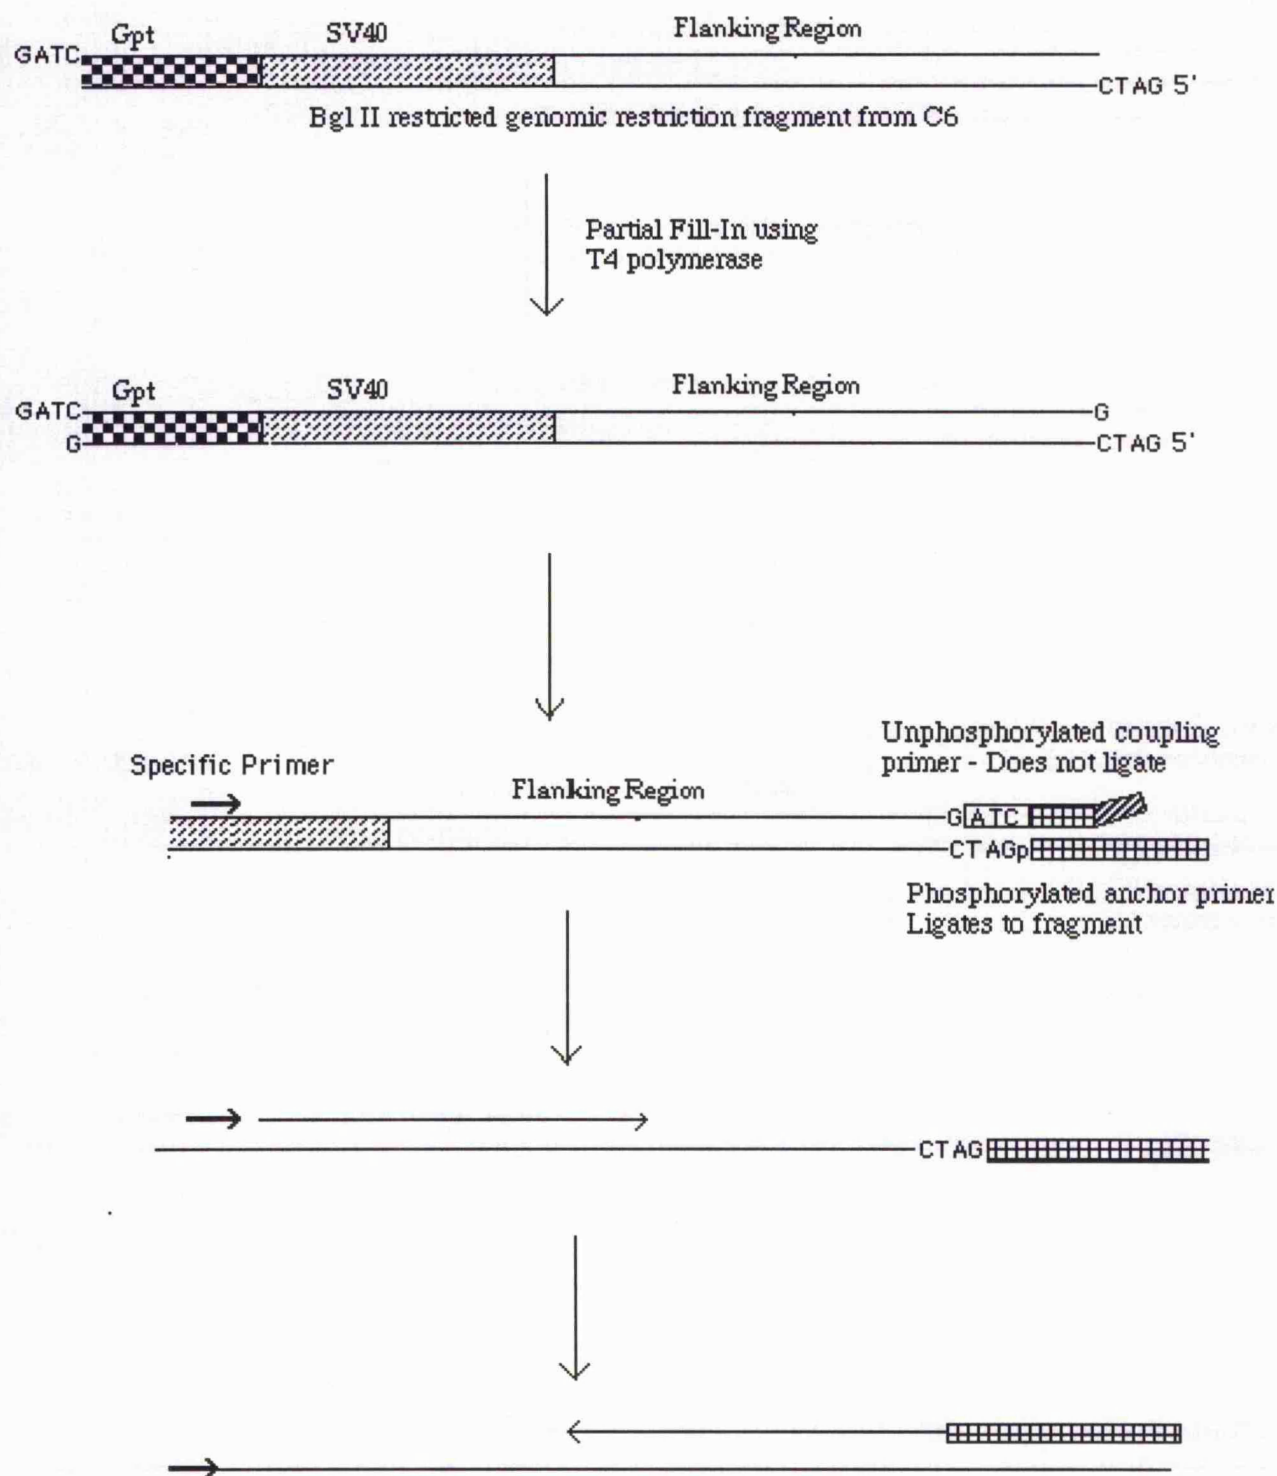 Gpt SV40 Flanking Region
GATC
CTAG 5'
Bgl II restricted genomic restriction fragment from C6
Partial Fill-In using
T4 polymerase
Gpt SV40 Flanking Region
GATC G
G CTAG 5'
Unphosphorylated coupling
primer - Does not ligate
Specific Primer
Flanking Region
G ATC
CTAGp
Phosphorylated anchor primer
Ligates to fragment
CTAG